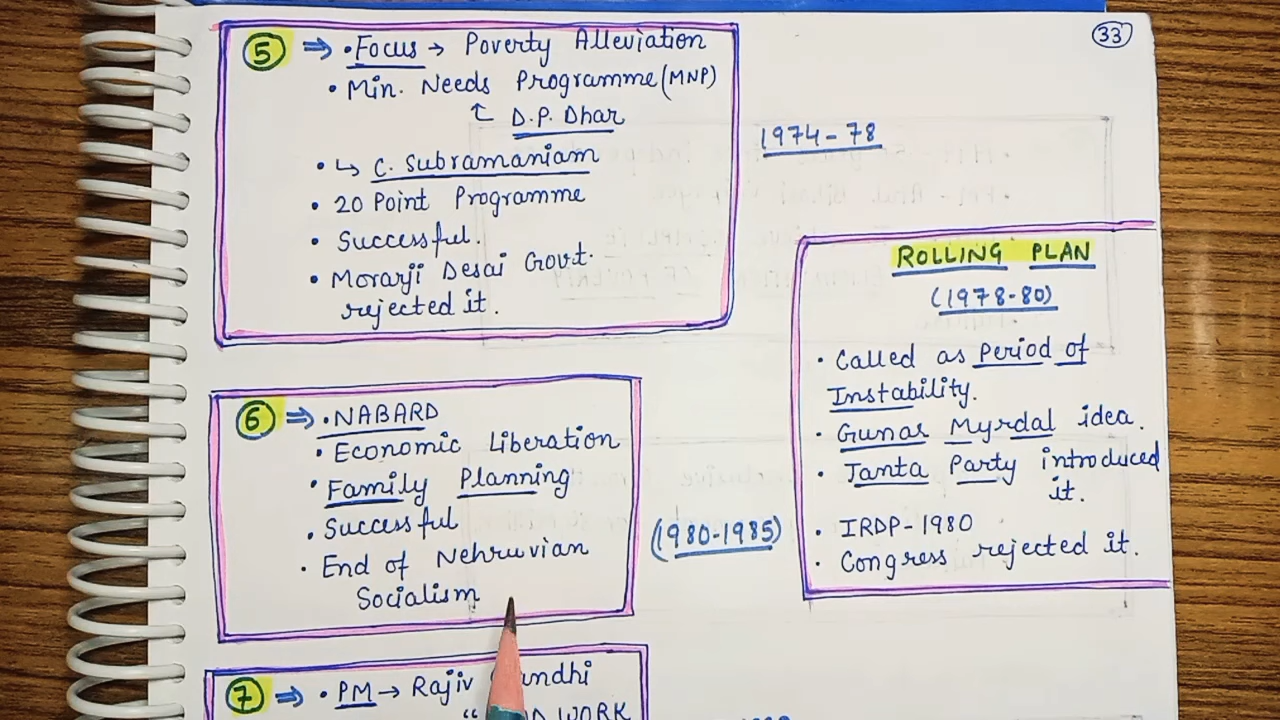 33
5 ⇒ • Focus → Poverty Alleviation
• Min. Needs Programme (MNP)
D.P. Dhar
• ↳ C. Subramaniam
• 20 Point Programme
• Successful.
• Morarji Desai Govt.
rejected it.
1974-78
ROLLING PLAN
(1978-80)
• Called as Period of
Instability.
• Gunar Myrdal idea.
• Janta Party introduced
it.
• IRDP-1980
• Congress rejected it.
6 ⇒ • NABARD
• Economic Liberation
• Family Planning
• Successful
• End of Nehruvian
Socialism
(1980-1985)
7 ⇒ • PM → Rajiv
WORK